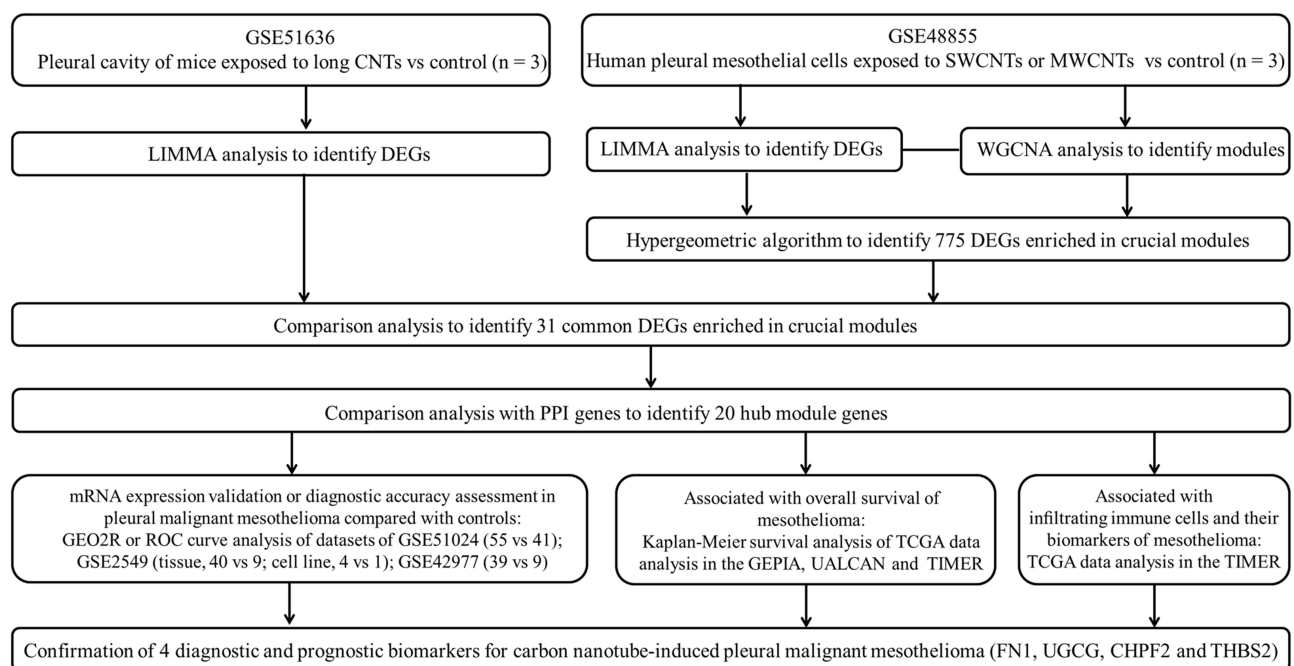 GSE51636
Pleural cavity of mice exposed to long CNTs vs control (n = 3)
GSE48855
Human pleural mesothelial cells exposed to SWCNTs or MWCNTs vs control (n = 3)
LIMMA analysis to identify DEGs
LIMMA analysis to identify DEGs
WGCNA analysis to identify modules
Hypergeometric algorithm to identify 775 DEGs enriched in crucial modules
Comparison analysis to identify 31 common DEGs enriched in crucial modules
Comparison analysis with PPI genes to identify 20 hub module genes
mRNA expression validation or diagnostic accuracy assessment in
pleural malignant mesothelioma compared with controls:
GEO2R or ROC curve analysis of datasets of GSE51024 (55 vs 41);
GSE2549 (tissue, 40 vs 9; cell line, 4 vs 1); GSE42977 (39 vs 9)
Associated with overall survival of
mesothelioma:
Kaplan-Meier survival analysis of TCGA data
analysis in the GEPIA, UALCAN and TIMER
Associated with
infiltrating immune cells and their
biomarkers of mesothelioma:
TCGA data analysis in the TIMER
Confirmation of 4 diagnostic and prognostic biomarkers for carbon nanotube-induced pleural malignant mesothelioma (FN1, UGCG, CHPF2 and THBS2)